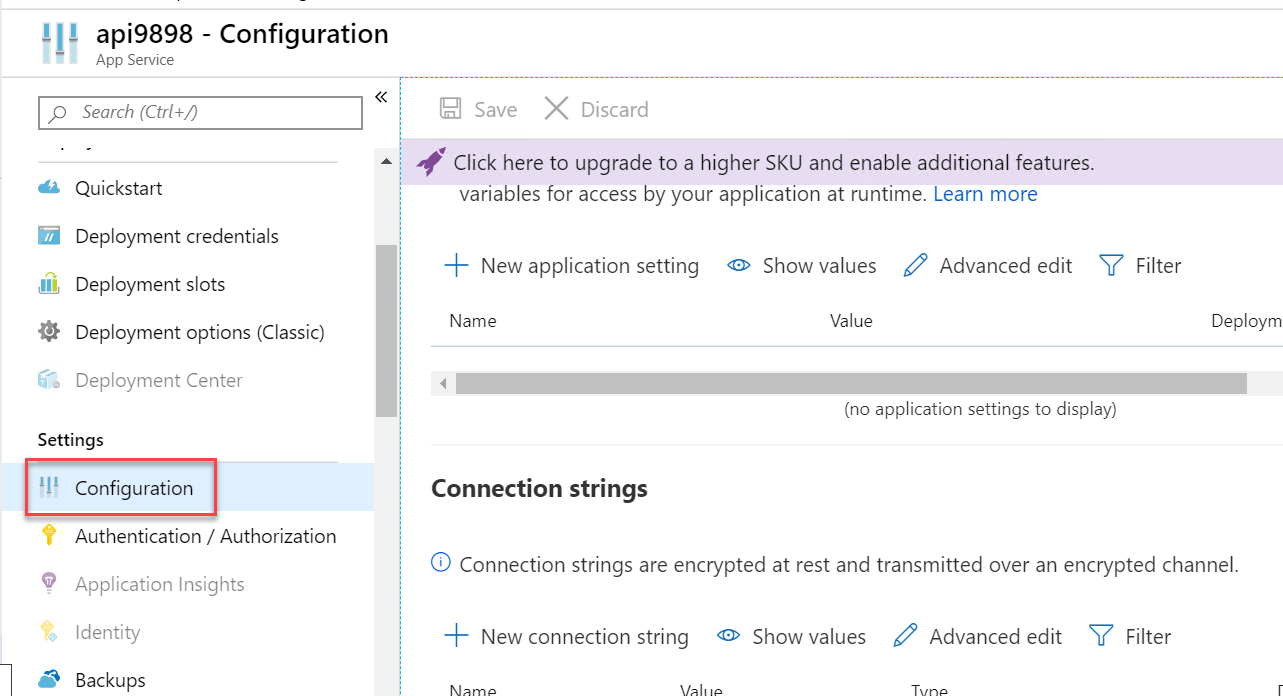 api9898 - Configuration
App Service
Search (Ctrl+/)
«
Quickstart
Deployment credentials
Deployment slots
Deployment options (Classic)
Deployment Center
Settings
Configuration
Authentication / Authorization
Application Insights
Identity
Backups
Save
Discard
Click here to upgrade to a higher SKU and enable additional features.
variables for access by your application at runtime. Learn more
New application setting Show values Advanced edit Filter
Name Value Deploym
(no application settings to display)
Connection strings
Connection strings are encrypted at rest and transmitted over an encrypted channel.
New connection string Show values Advanced edit Filter
Name Value Type